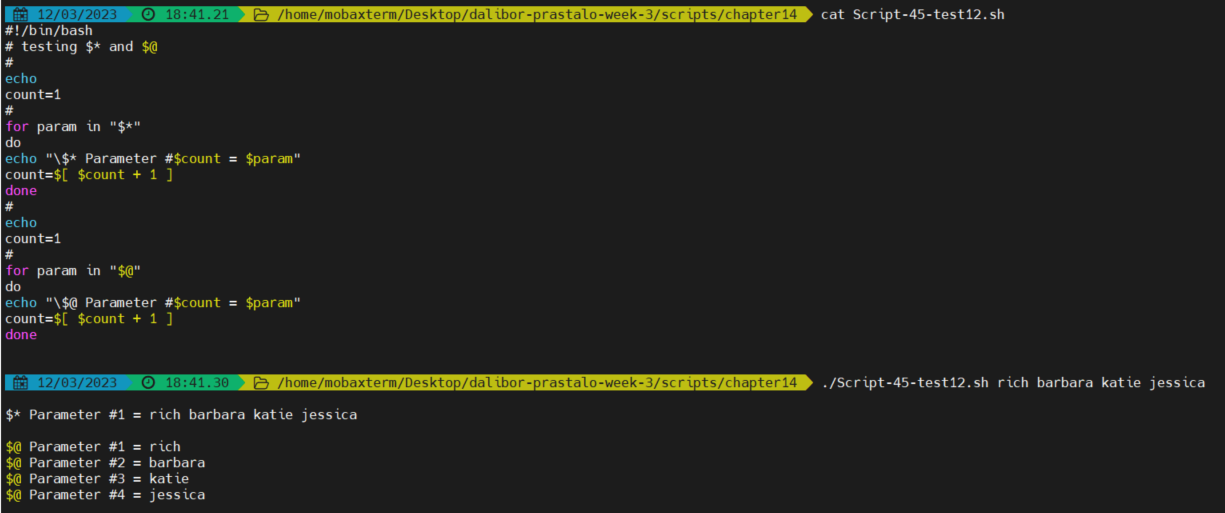 12/03/2023 18:41.21 /home/mobaxterm/Desktop/dalibor-prastalo-week-3/scripts/chapter14 cat Script-45-test12.sh
#!/bin/bash
# testing $* and $@
#
echo
count=1
#
for param in "$*"
do
echo "\$* Parameter #$count = $param"
count=$[ $count + 1 ]
done
#
echo
count=1
#
for param in "$@"
do
echo "\$@ Parameter #$count = $param"
count=$[ $count + 1 ]
done
12/03/2023 18:41.30 /home/mobaxterm/Desktop/dalibor-prastalo-week-3/scripts/chapter14 ./Script-45-test12.sh rich barbara katie jessica
$* Parameter #1 = rich barbara katie jessica
$@ Parameter #1 = rich
$@ Parameter #2 = barbara
$@ Parameter #3 = katie
$@ Parameter #4 = jessica